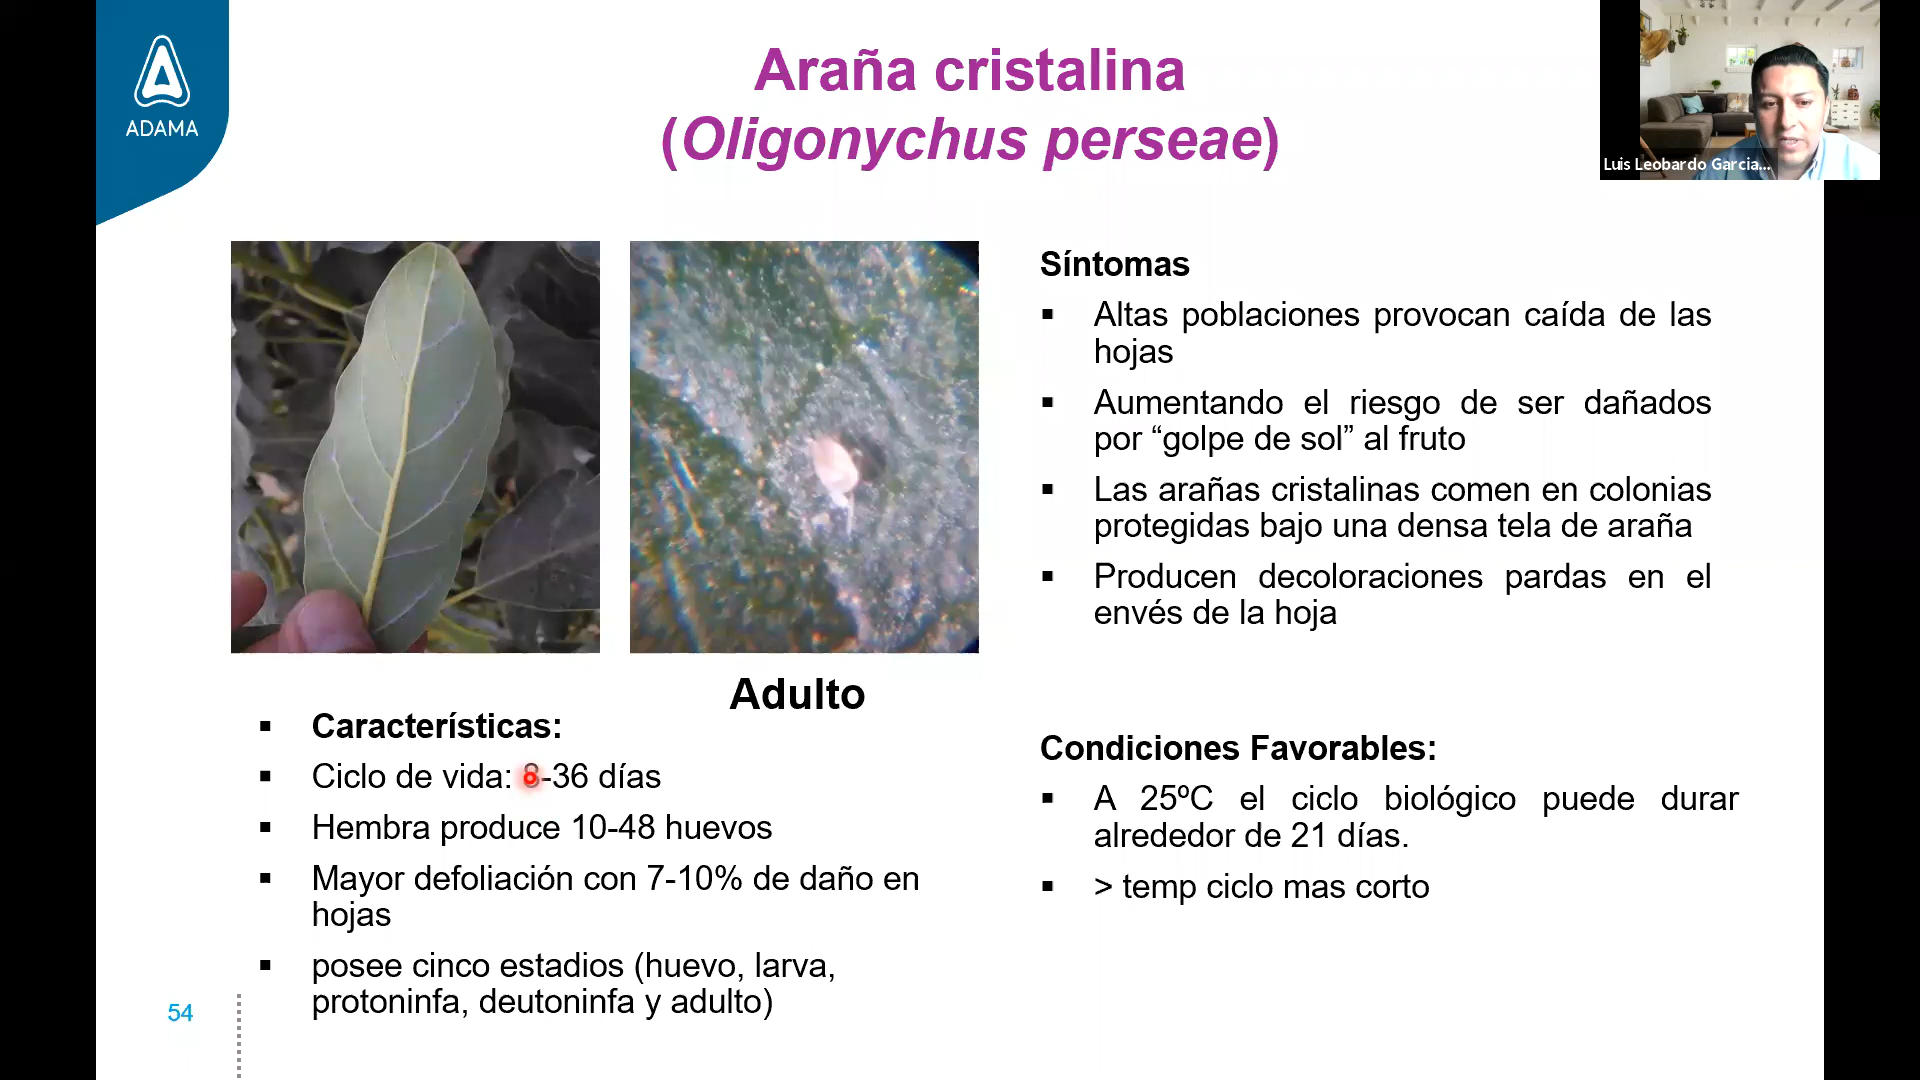 ADAMA
Araña cristalina
(Oligonychus perseae)
Luis Leobardo Garcia...
Síntomas
▪ Altas poblaciones provocan caída de las
hojas
▪ Aumentando el riesgo de ser dañados
por “golpe de sol” al fruto
▪ Las arañas cristalinas comen en colonias
protegidas bajo una densa tela de araña
▪ Producen decoloraciones pardas en el
envés de la hoja
Adulto
▪ Características:
▪ Ciclo de vida: 8-36 días
▪ Hembra produce 10-48 huevos
▪ Mayor defoliación con 7-10% de daño en
hojas
▪ posee cinco estadios (huevo, larva,
protoninfa, deutoninfa y adulto)
Condiciones Favorables:
▪ A 25ºC el ciclo biológico puede durar
alrededor de 21 días.
▪ > temp ciclo mas corto
54